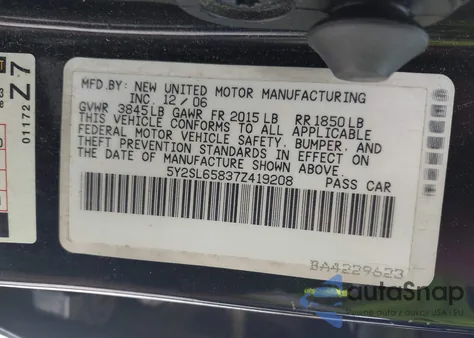 MFD.BY: NEW UNITED MOTOR MANUFACTURING
INC. 12/06
GVWR 3845LB GAWR FR 2015 LB RR 1850 LB
THIS VEHICLE CONFORMS TO ALL APPLICABLE
FEDERAL MOTOR VEHICLE SAFETY, BUMPER, AND
THEFT PREVENTION STANDARDS IN EFFECT ON
THE DATE OF MANUFACTURE SHOWN ABOVE.
5Y2SL65837Z419208 PASS CAR
BA4229623
01172
Z 7
autoSnap